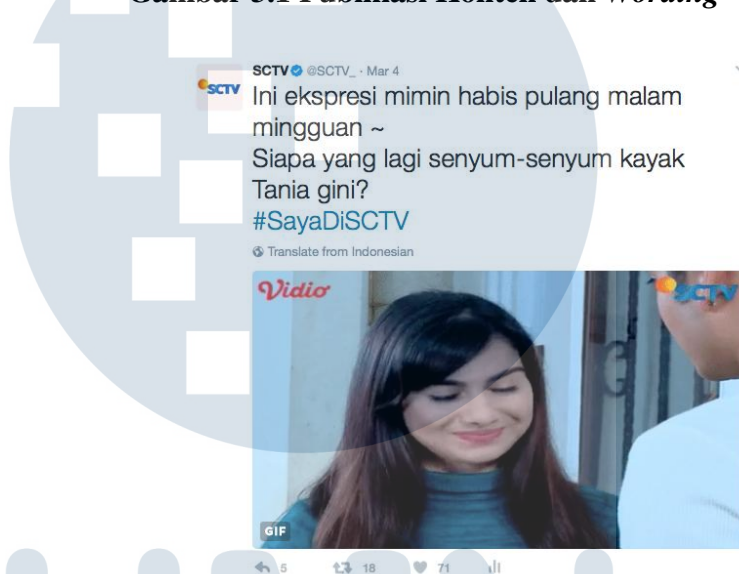 Gambar 3.1 Publikasi Konten dan Wording
SCTV @SCTV_ · Mar 4
SCTV
Ini ekspresi mimin habis pulang malam
mingguan ~
Siapa yang lagi senyum-senyum kayak
Tania gini?
#SayaDiSCTV
Translate from Indonesian
Vidio
SCTV
GIF
5 18 71